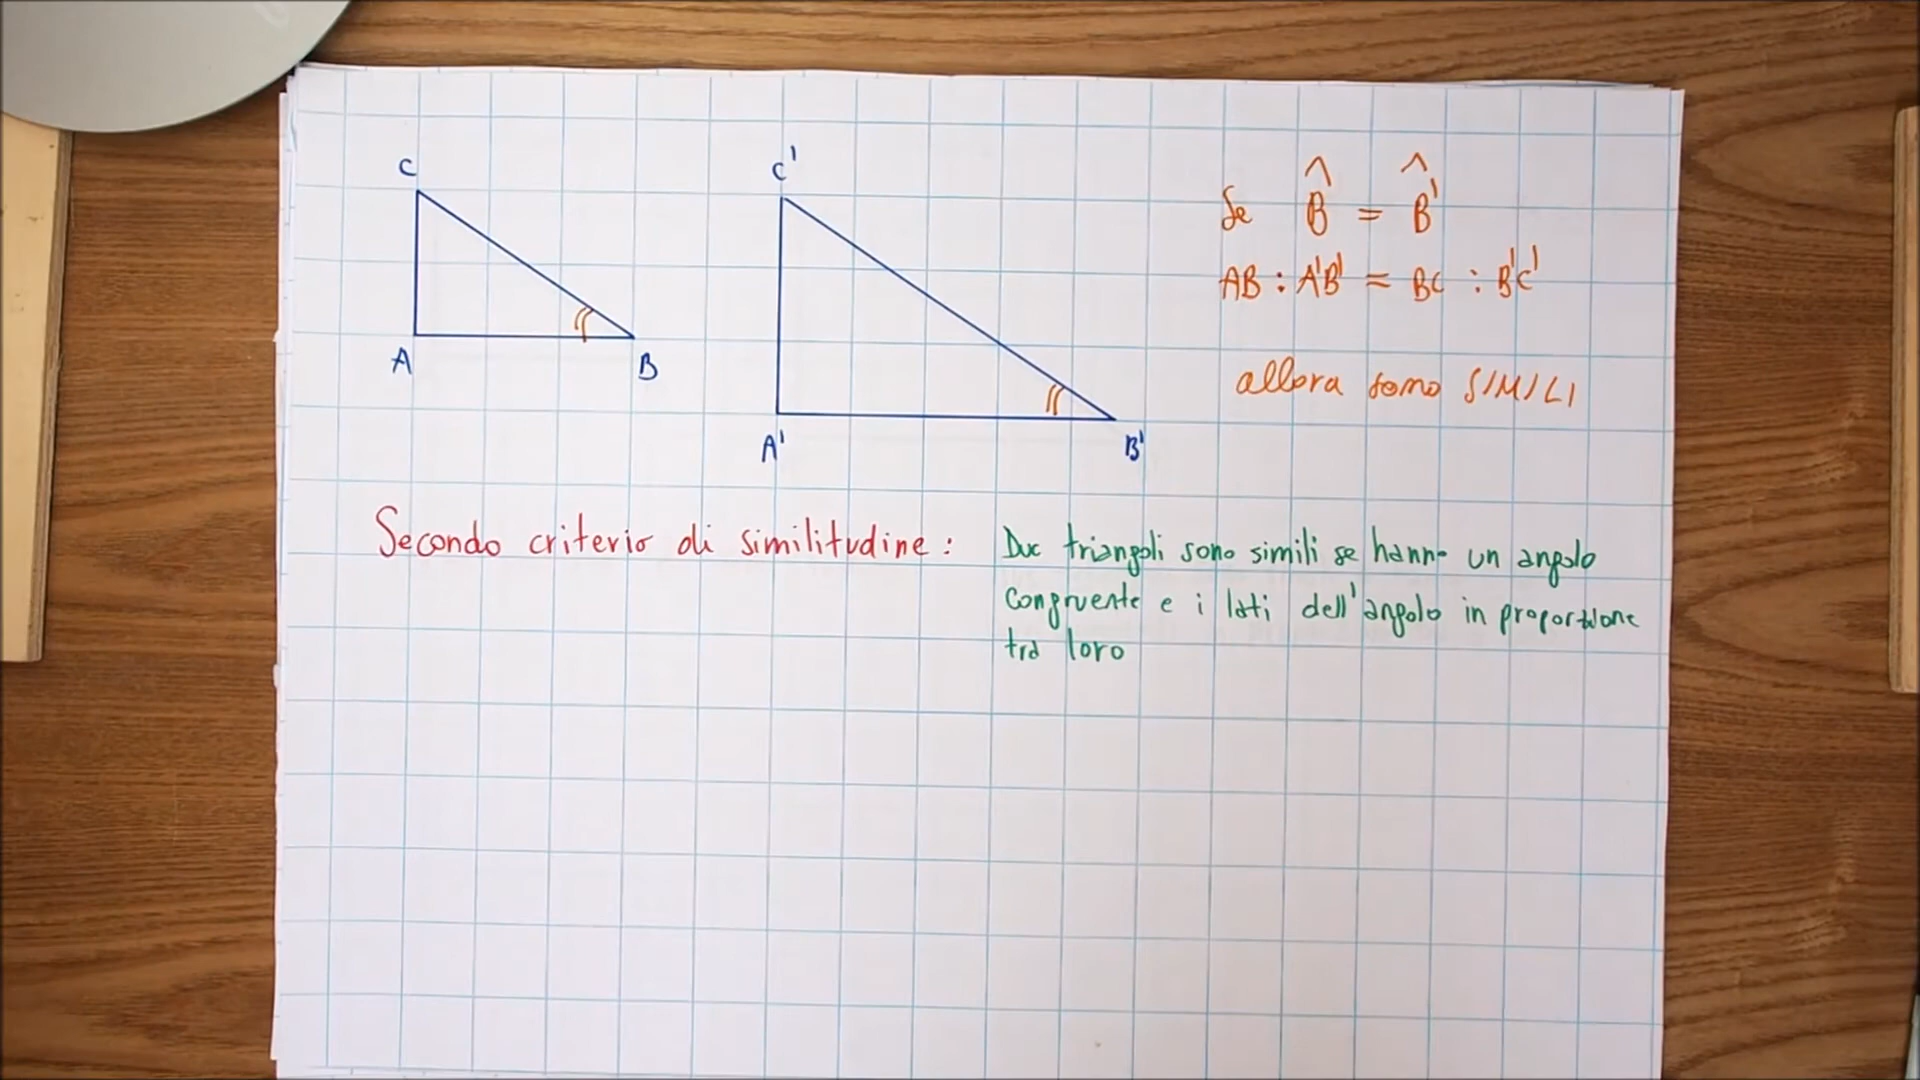 C
C'
A
B
A'
B'
Se B̂ = B̂'
AB : A'B' = BC : B'C'
allora sono SIMILI
Secondo criterio di similitudine :
Due triangoli sono simili se hanno un angolo
congruente e i lati dell'angolo in proporzione
tra loro